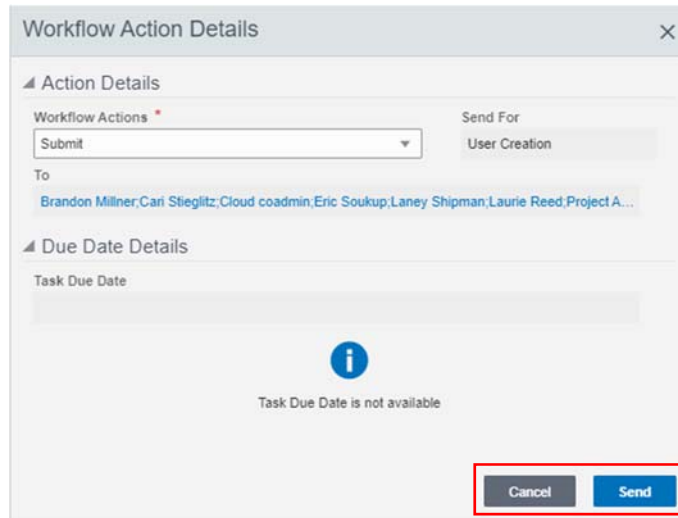 Workflow Action Details
Action Details
Workflow Actions *
Send For
Submit
User Creation
To
Brandon Millner;Cari Stieglitz;Cloud coadmin;Eric Soukup;Laney Shipman;Laurie Reed;Project A...
Due Date Details
Task Due Date
Task Due Date is not available
Cancel
Send